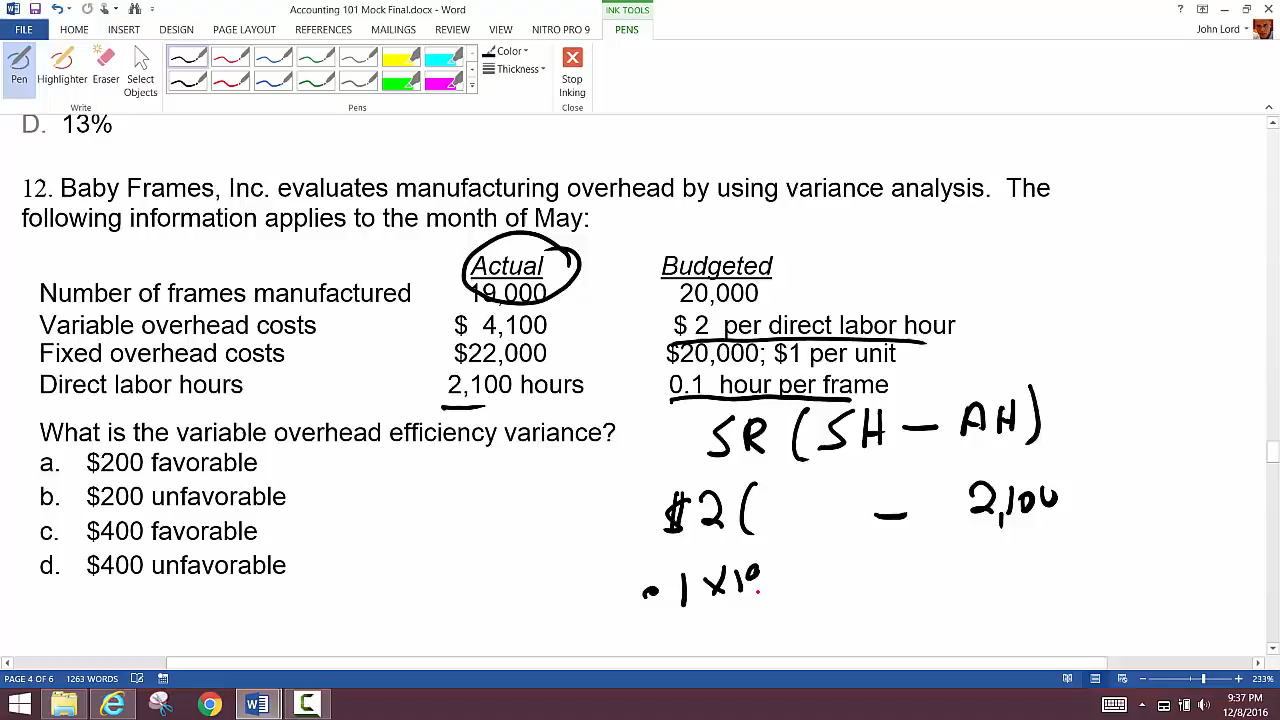 Accounting 101 Mock Final.docx - Word
INK TOOLS
FILE HOME INSERT DESIGN PAGE LAYOUT REFERENCES MAILINGS REVIEW VIEW NITRO PRO 9 PENS
John Lord
Pen Highlighter Eraser Select Objects
Color
Thickness
Stop Inking
Write Pens Close
D. 13%
12. Baby Frames, Inc. evaluates manufacturing overhead by using variance analysis. The
following information applies to the month of May:
Actual Budgeted
Number of frames manufactured 19,000 20,000
Variable overhead costs $ 4,100 $ 2 per direct labor hour
Fixed overhead costs $22,000 $20,000; $1 per unit
Direct labor hours 2,100 hours 0.1 hour per frame
SR (SH - AH)
What is the variable overhead efficiency variance?
a. $200 favorable
b. $200 unfavorable
$2 ( - 2,100
c. $400 favorable
d. $400 unfavorable
.1 x 19
PAGE 4 OF 6 1263 WORDS 233%
9:37 PM
12/8/2016